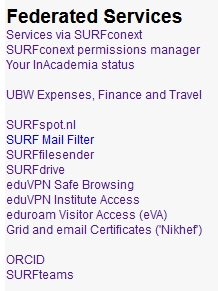 Federated Services
Services via SURFconext
SURFconext permissions manager
Your InAcademia status
UBW Expenses, Finance and Travel
SURFspot.nl
SURF Mail Filter
SURFfilesender
SURFdrive
eduVPN Safe Browsing
eduVPN Institute Access
eduroam Visitor Access (eVA)
Grid and email Certificates ('Nikhef')
ORCID
SURFteams